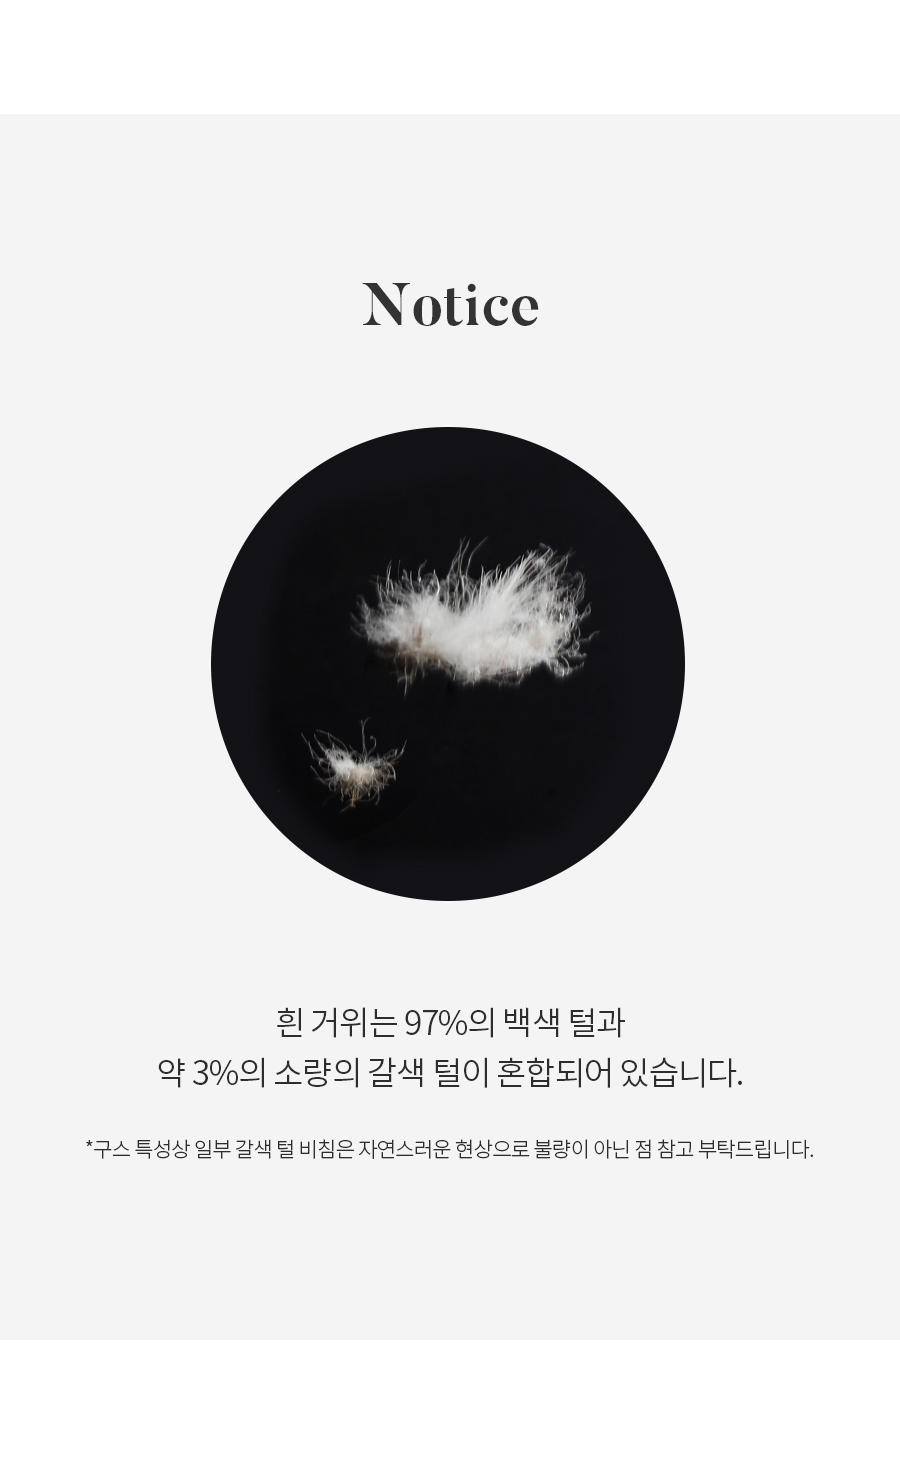 Notice
흰 거위는 97%의 백색 털과
약 3%의 소량의 갈색 털이 혼합되어 있습니다.
*구스 특성상 일부 갈색 털 비침은 자연스러운 현상으로 불량이 아닌 점 참고 부탁드립니다.